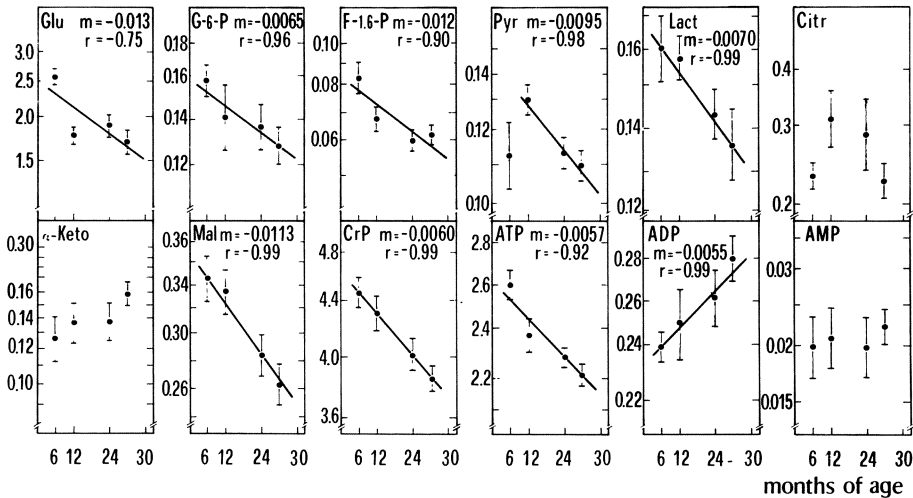 Glu m=-0.013
r=-0.75
3.0
2.0
1.5
G-6-P m=-0.0065
r=-0.96
0.18
0.16
0.14
0.12
F-1.6-P m=-0.012
r=-0.90
0.10
0.08
0.06
Pyr m=-0.0095
r=-0.98
0.13
0.12
0.10
Lact
m=-0.0070
r=-0.99
0.16
0.14
0.12
Citr
0.4
0.3
0.2
α-Keto
0.30
0.16
0.14
0.12
0.10
6 12 24 30
Mal m=-0.0113
r=-0.99
0.36
0.34
0.30
0.26
6 12 24 30
CrP m=-0.0060
r=-0.99
4.8
4.4
4.0
3.6
6 12 24 30
ATP m=-0.0057
r=-0.92
2.8
2.6
2.4
2.2
6 12 24 30
ADP
m=-0.0055
r=-0.99
0.28
0.26
0.24
0.22
6 12 24 - 30
AMP
0.03
0.02
0.015
6 12 24 30
months of age